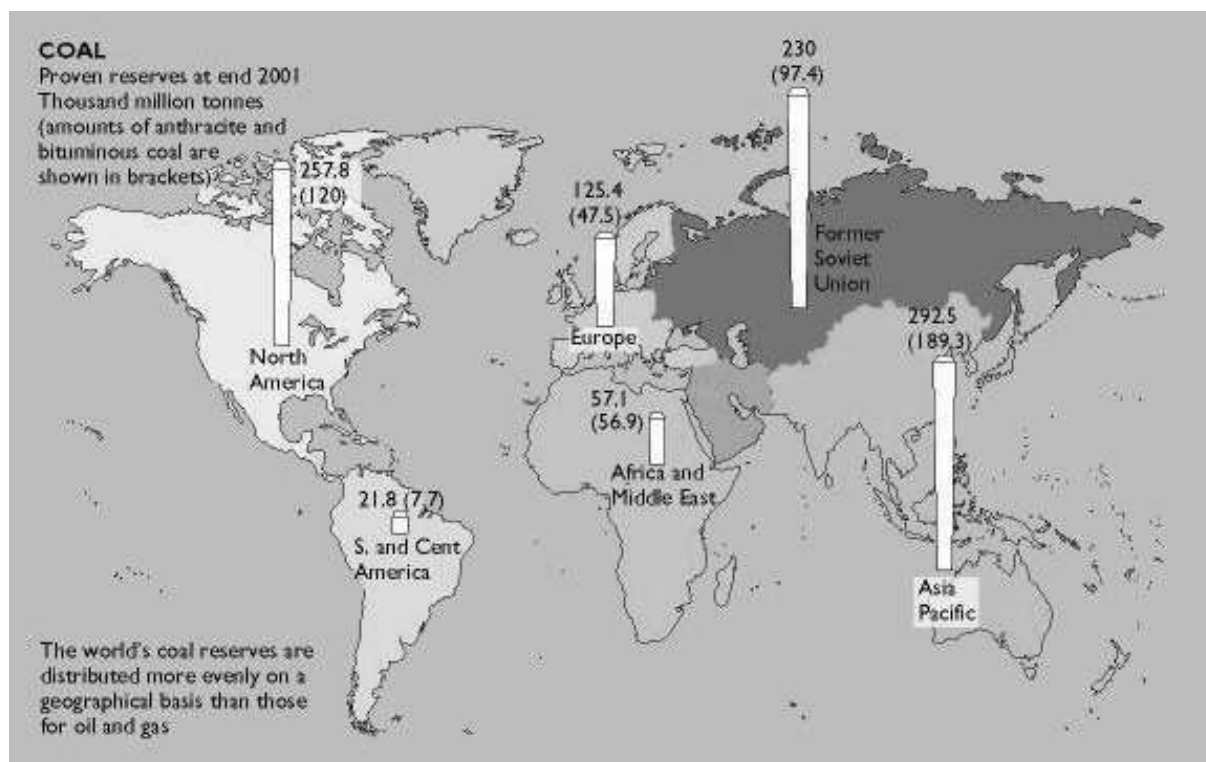 COAL
Proven reserves at end 2001
Thousand million tonnes
(amounts of anthracite and
bituminous coal are
shown in brackets)
257.8
(120)
North
America
230
(97.4)
Former
Soviet
Union
125.4
(47.5)
Europe
292.5
(189.3)
Asia
Pacific
57.1
(56.9)
Africa and
Middle East
21.8 (7.7)
S. and Cent
America
The world's coal reserves are
distributed more evenly on a
geographical basis than those
for oil and gas